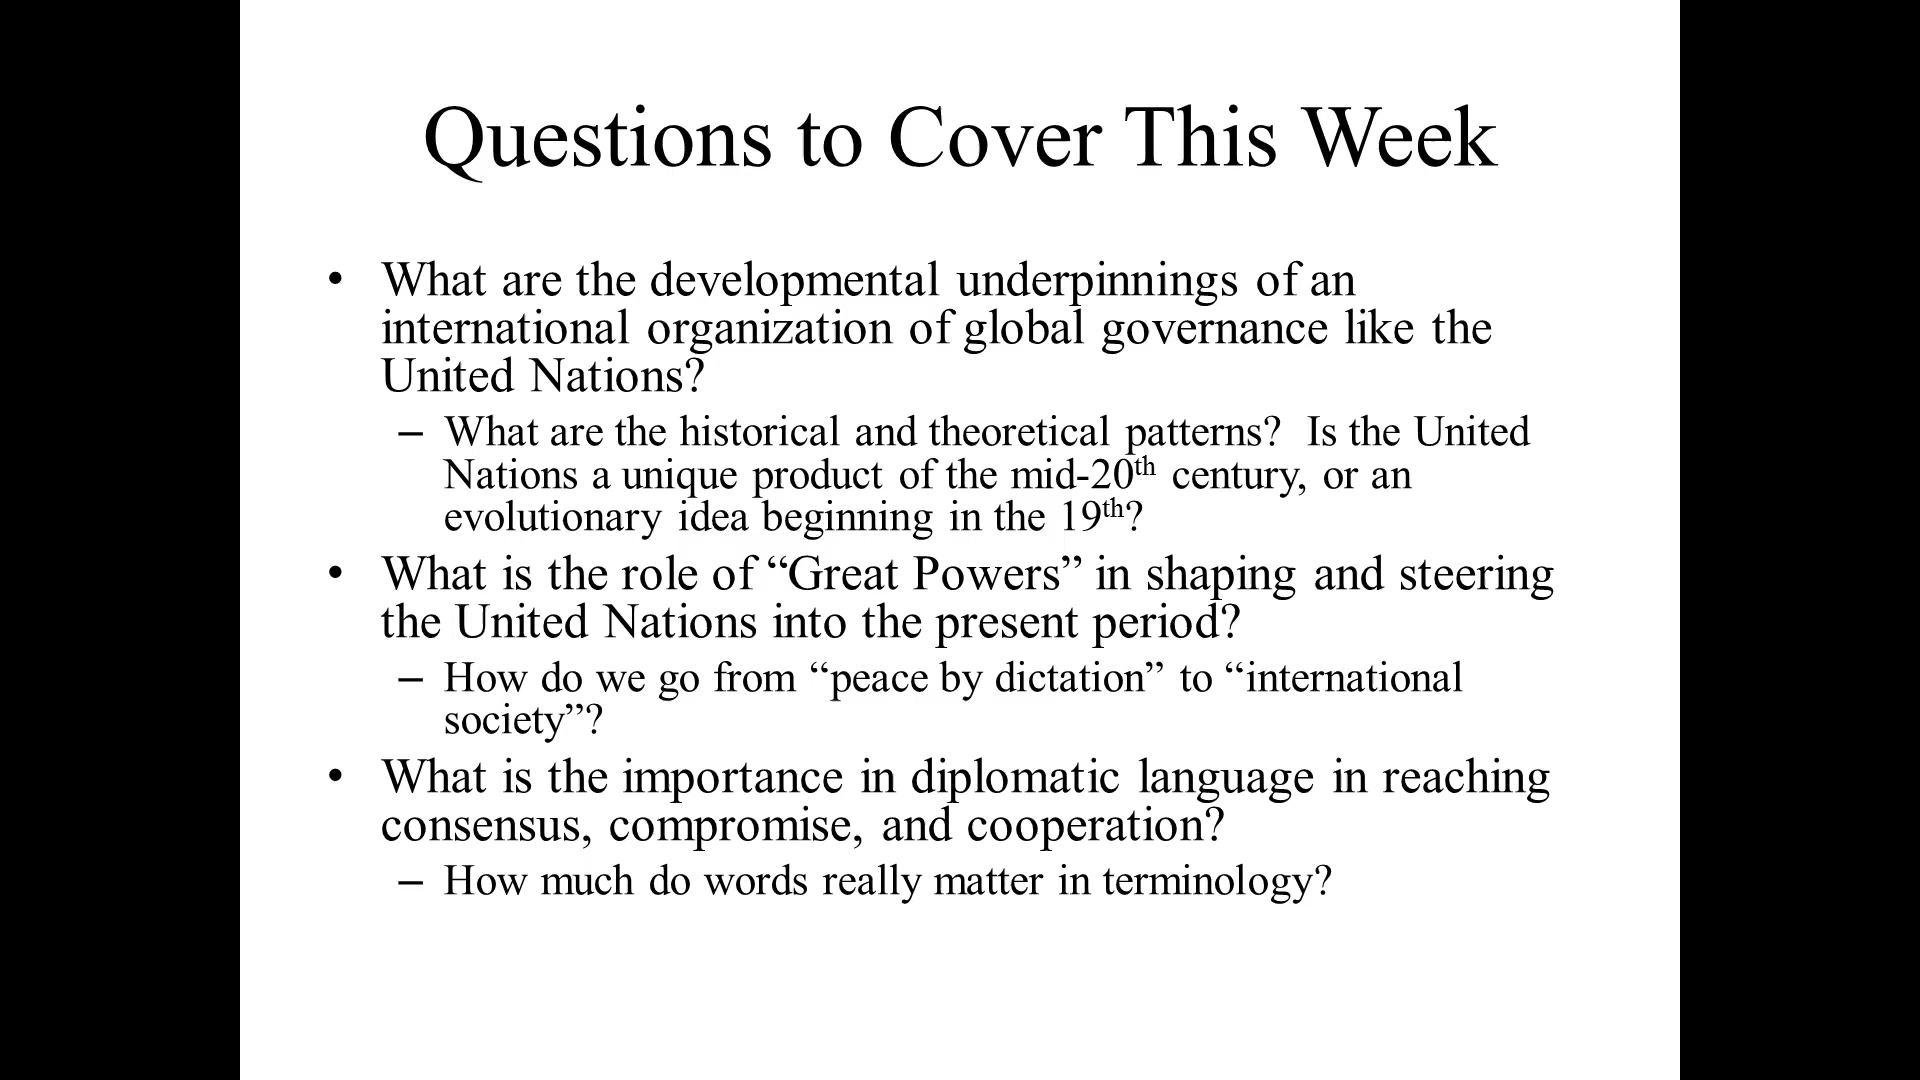 Questions to Cover This Week
• What are the developmental underpinnings of an
international organization of global governance like the
United Nations?
– What are the historical and theoretical patterns?  Is the United
Nations a unique product of the mid-20th century, or an
evolutionary idea beginning in the 19th?
• What is the role of “Great Powers” in shaping and steering
the United Nations into the present period?
– How do we go from “peace by dictation” to “international
society”?
• What is the importance in diplomatic language in reaching
consensus, compromise, and cooperation?
– How much do words really matter in terminology?